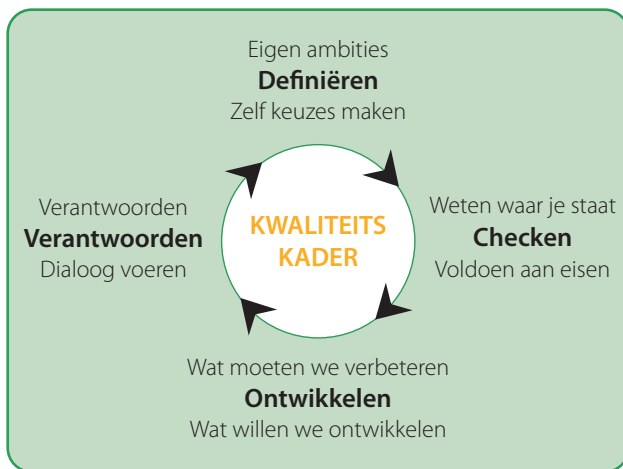 Eigen ambities
Definiëren
Zelf keuzes maken
Weten waar je staat
Checken
Voldoen aan eisen
Wat moeten we verbeteren
Ontwikkelen
Wat willen we ontwikkelen
Verantwoorden
Verantwoorden
Dialoog voeren
KWALITEITS
KADER